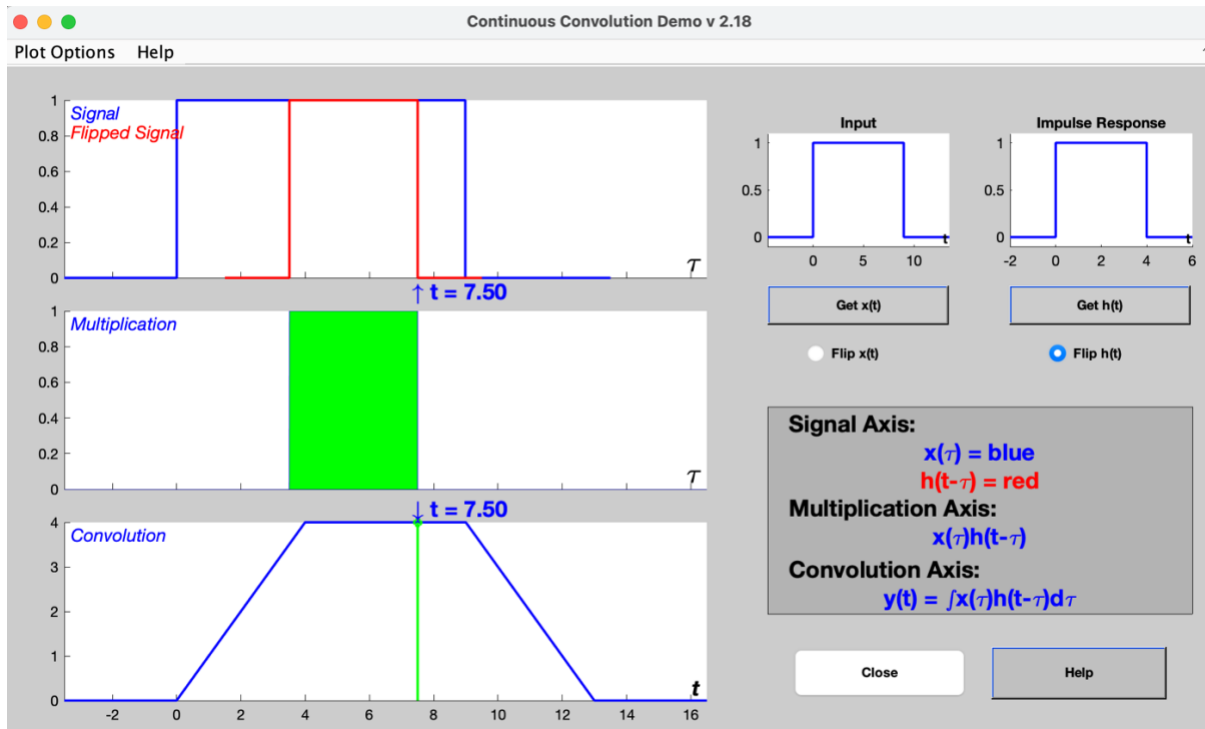 Continuous Convolution Demo v 2.18
Plot Options Help
1
Signal
Flipped Signal
0.8
0.6
0.4
0.2
0
τ
↑ t = 7.50
1
Multiplication
0.8
0.6
0.4
0.2
0
τ
↓ t = 7.50
4
Convolution
3
2
1
0
t
-2 0 2 4 6 8 10 12 14 16
Input
1
0.5
0
t
0 5 10
Impulse Response
1
0.5
0
t
-2 0 2 4 6
Get x(t) Get h(t)
Flip x(t) Flip h(t)
Signal Axis:
x(τ) = blue
h(t-τ) = red
Multiplication Axis:
x(τ)h(t-τ)
Convolution Axis:
y(t) = ∫x(τ)h(t-τ)dτ
Close Help